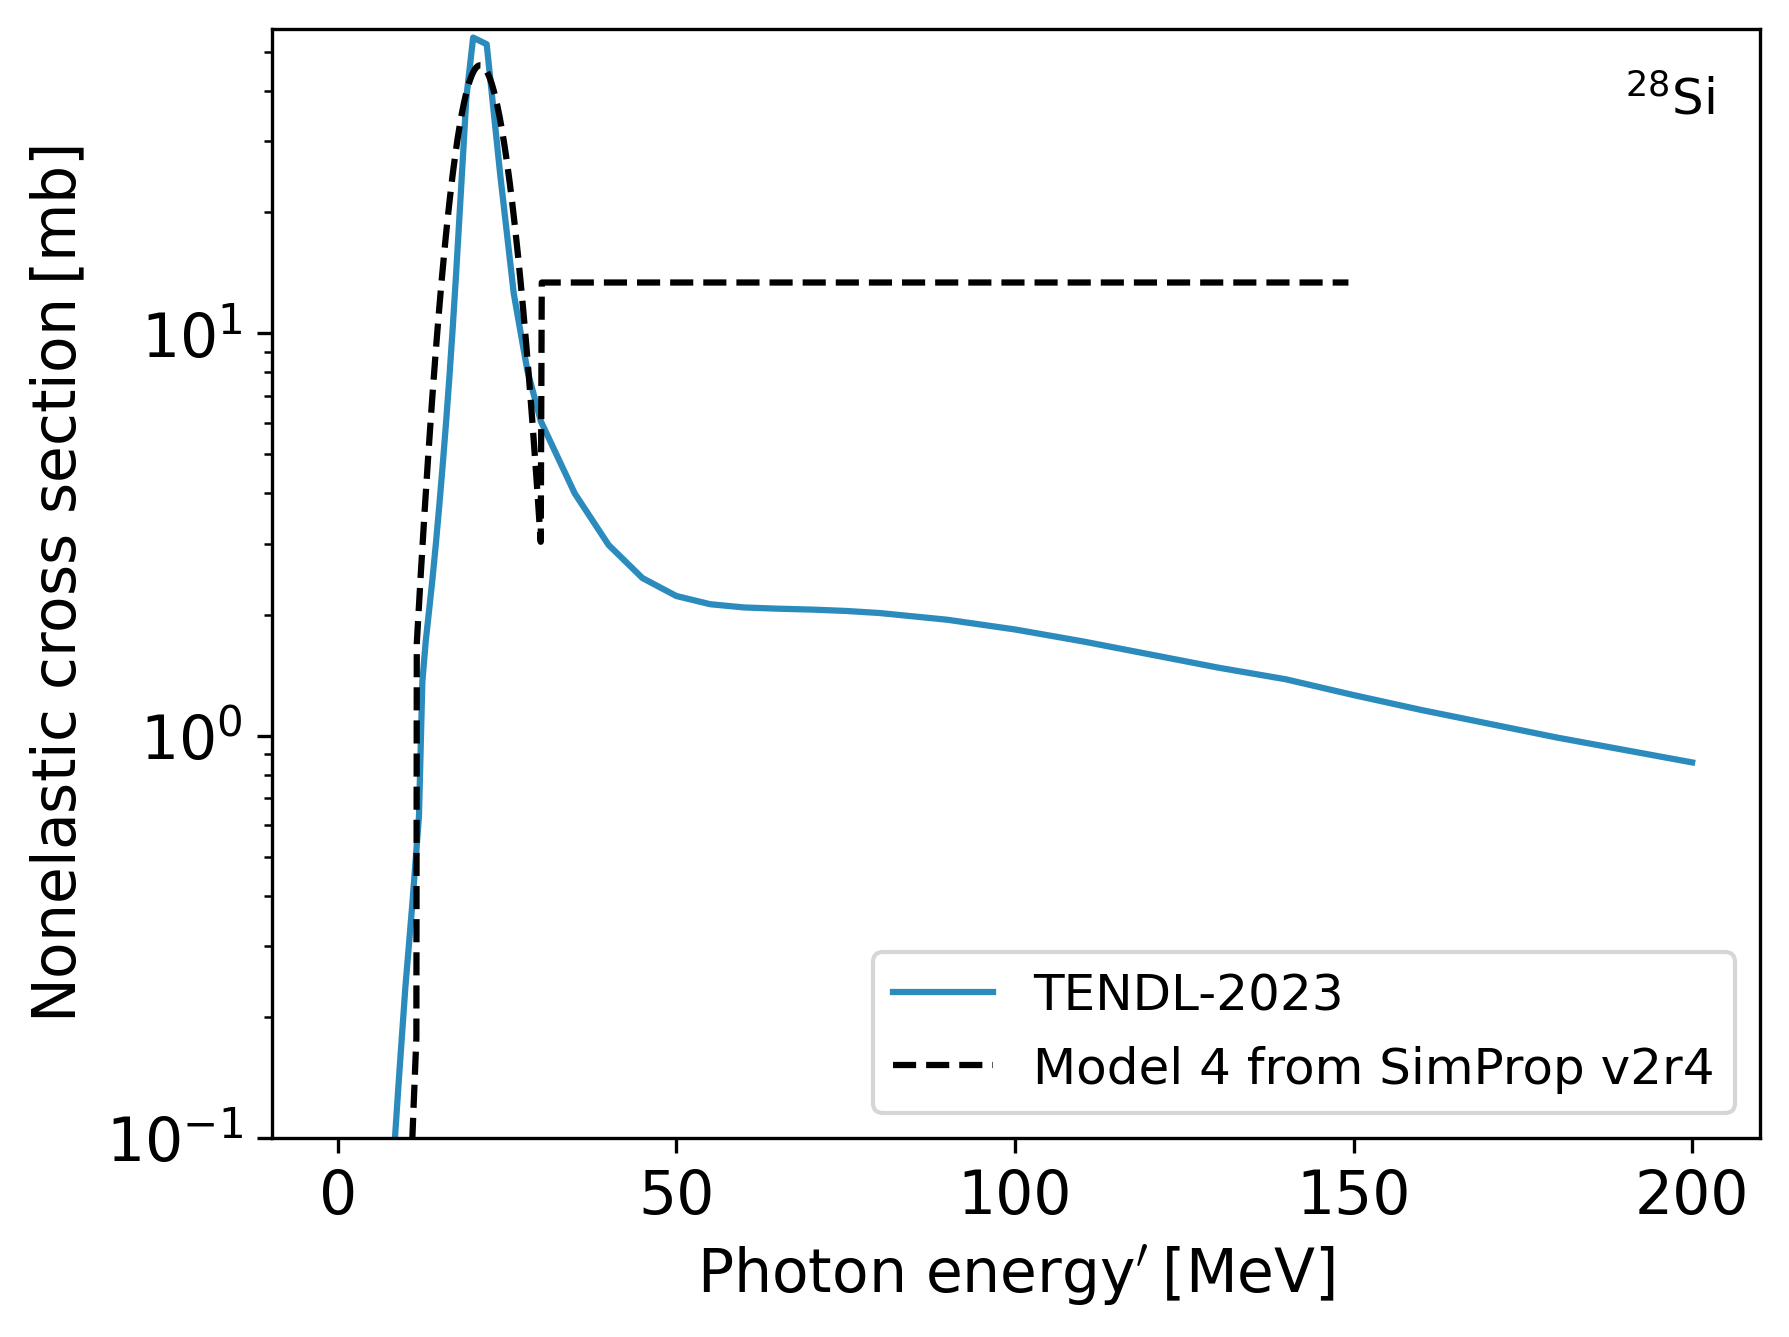 Nonelastic cross section [mb]
²⁸Si
10¹
10⁰
10⁻¹
TENDL-2023
Model 4 from SimProp v2r4
0 50 100 150 200
Photon energy′ [MeV]